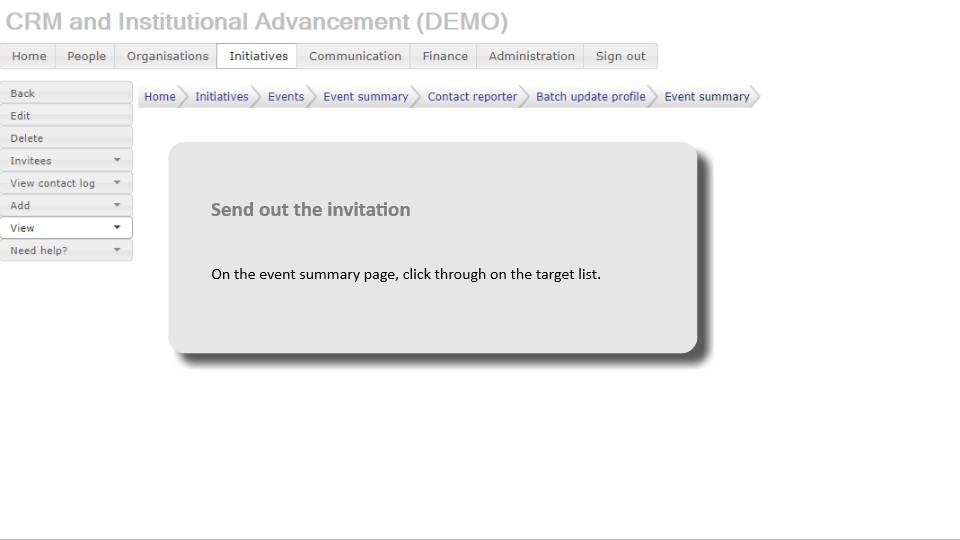 CRM and Institutional Advancement (DEMO)
Home People Organisations Initiatives Communication Finance Administration Sign out
Back
Edit
Delete
Invitees
View contact log
Add
View
Need help?
Home Initiatives Events Event summary Contact reporter Batch update profile Event summary
Send out the invitation
On the event summary page, click through on the target list.